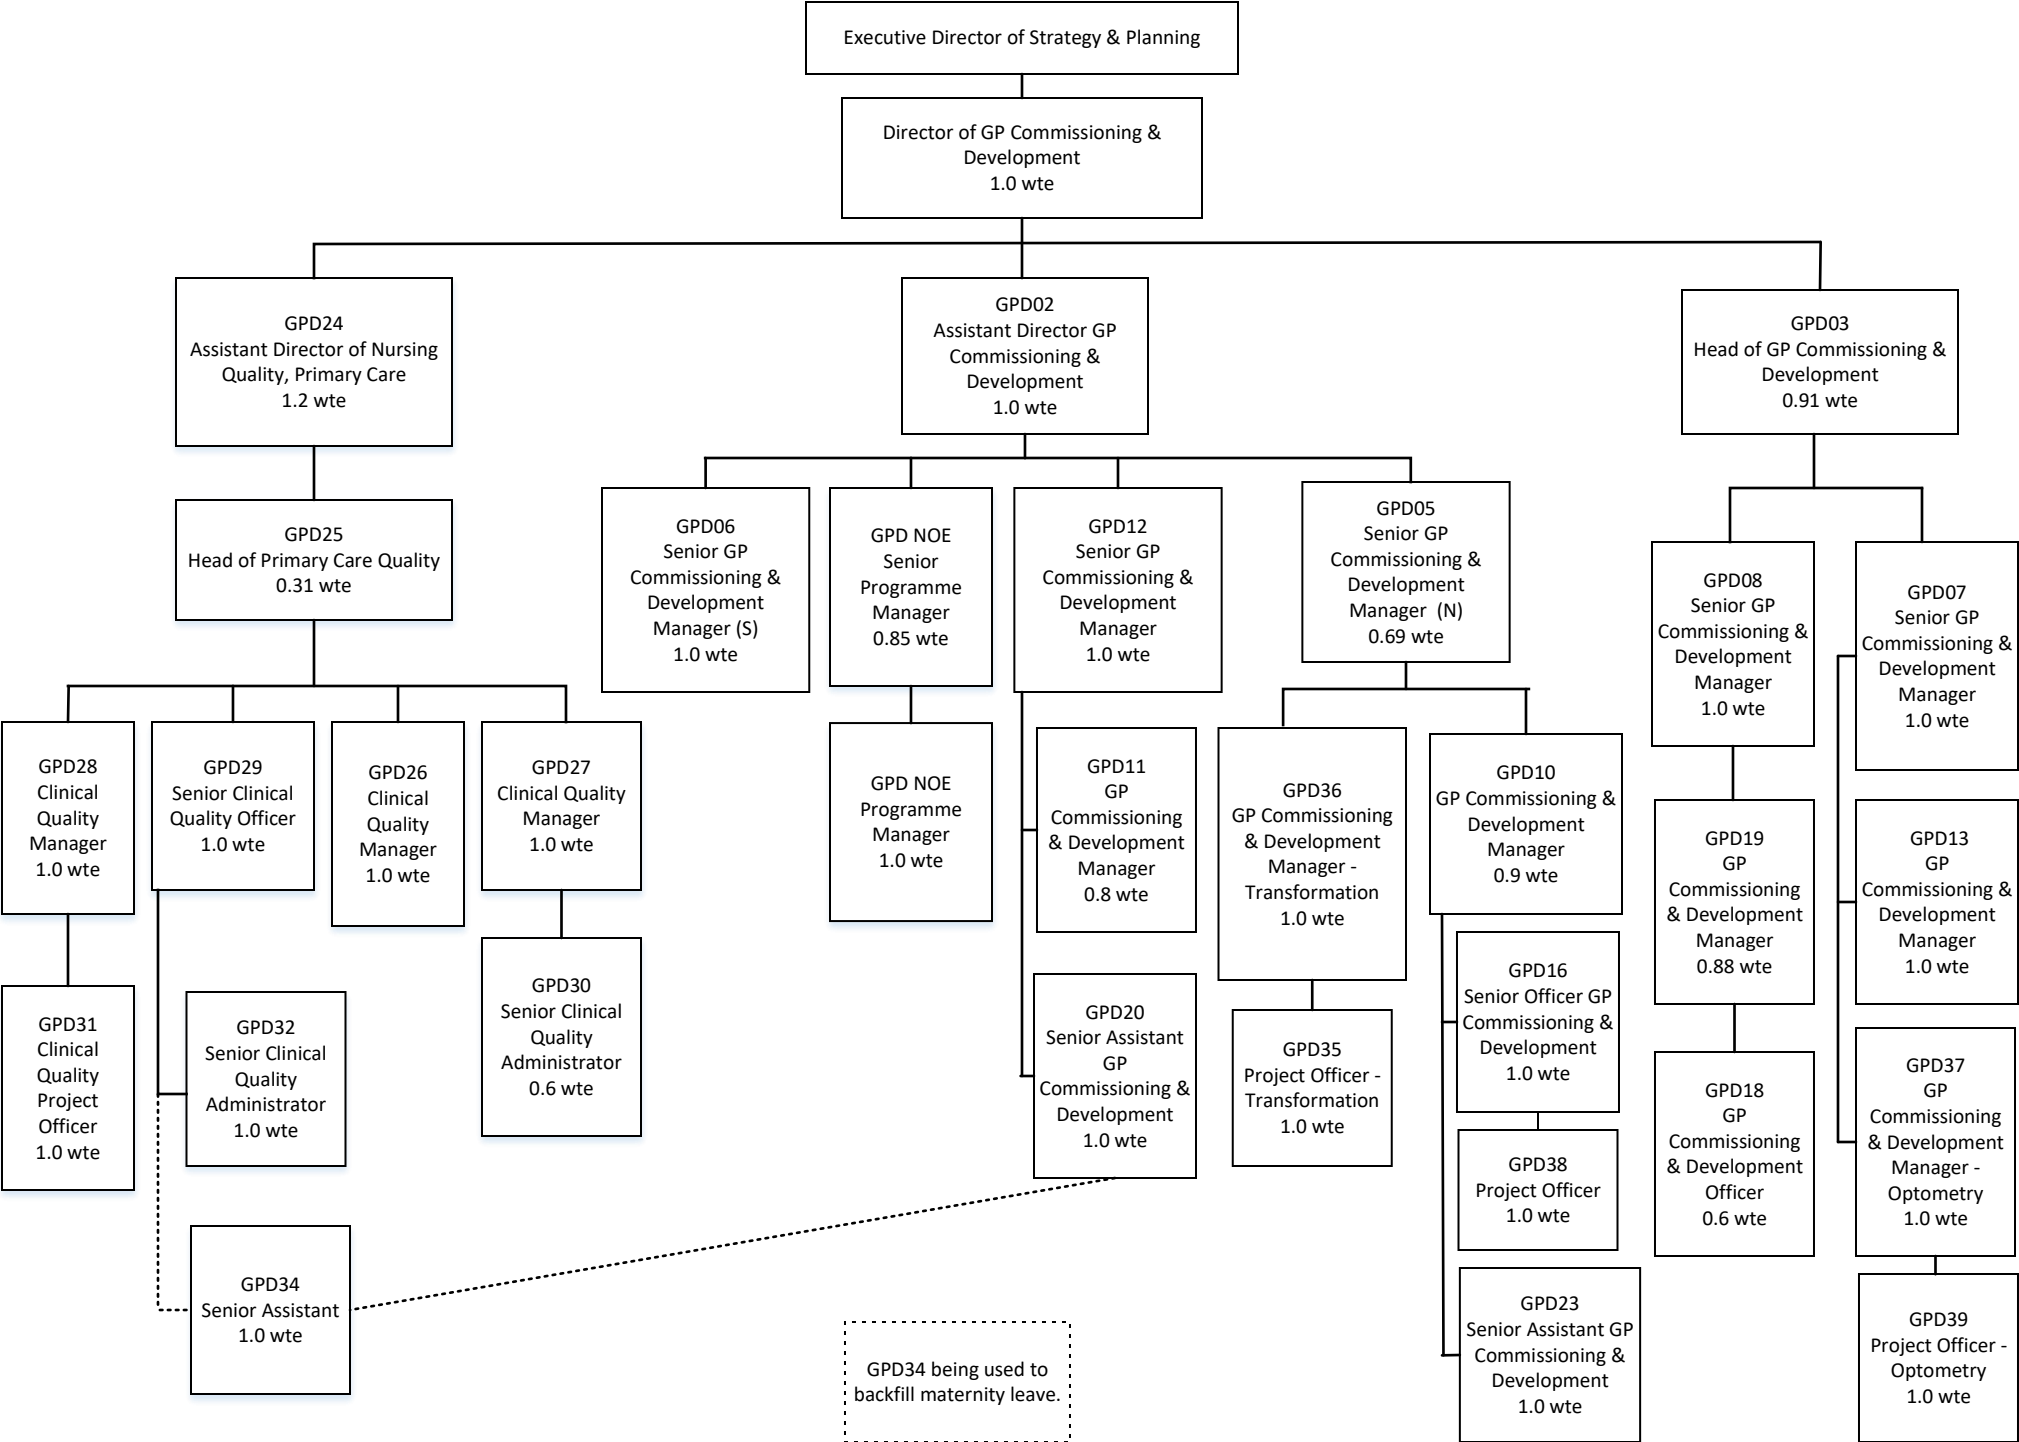 Executive Director of Strategy & Planning
Director of GP Commissioning &
Development
1.0 wte
GPD24
Assistant Director of Nursing
Quality, Primary Care
1.2 wte
GPD02
Assistant Director GP
Commissioning &
Development
1.0 wte
GPD03
Head of GP Commissioning &
Development
0.91 wte
GPD25
Head of Primary Care Quality
0.31 wte
GPD06
Senior GP
Commissioning &
Development
Manager (S)
1.0 wte
GPD NOE
Senior
Programme
Manager
0.85 wte
GPD12
Senior GP
Commissioning &
Development
Manager
1.0 wte
GPD05
Senior GP
Commissioning &
Development
Manager  (N)
0.69 wte
GPD08
Senior GP
Commissioning &
Development
Manager
1.0 wte
GPD07
Senior GP
Commissioning &
Development
Manager
1.0 wte
GPD28
Clinical
Quality
Manager
1.0 wte
GPD29
Senior Clinical
Quality Officer
1.0 wte
GPD26
Clinical
Quality
Manager
1.0 wte
GPD27
Clinical Quality
Manager
1.0 wte
GPD NOE
Programme
Manager
1.0 wte
GPD11
GP
Commissioning
& Development
Manager
0.8 wte
GPD36
GP Commissioning
& Development
Manager -
Transformation
1.0 wte
GPD10
GP Commissioning &
Development
Manager
0.9 wte
GPD19
GP
Commissioning
& Development
Manager
0.88 wte
GPD13
GP
Commissioning &
Development
Manager
1.0 wte
GPD31
Clinical
Quality
Project
Officer
1.0 wte
GPD32
Senior Clinical
Quality
Administrator
1.0 wte
GPD30
Senior Clinical
Quality
Administrator
0.6 wte
GPD20
Senior Assistant
GP
Commissioning &
Development
1.0 wte
GPD35
Project Officer -
Transformation
1.0 wte
GPD16
Senior Officer GP
Commissioning &
Development
1.0 wte
GPD18
GP
Commissioning
& Development
Officer
0.6 wte
GPD37
GP
Commissioning
& Development
Manager -
Optometry
1.0 wte
GPD38
Project Officer
1.0 wte
GPD34
Senior Assistant
1.0 wte
GPD34 being used to
backfill maternity leave.
GPD23
Senior Assistant GP
Commissioning &
Development
1.0 wte
GPD39
Project Officer -
Optometry
1.0 wte